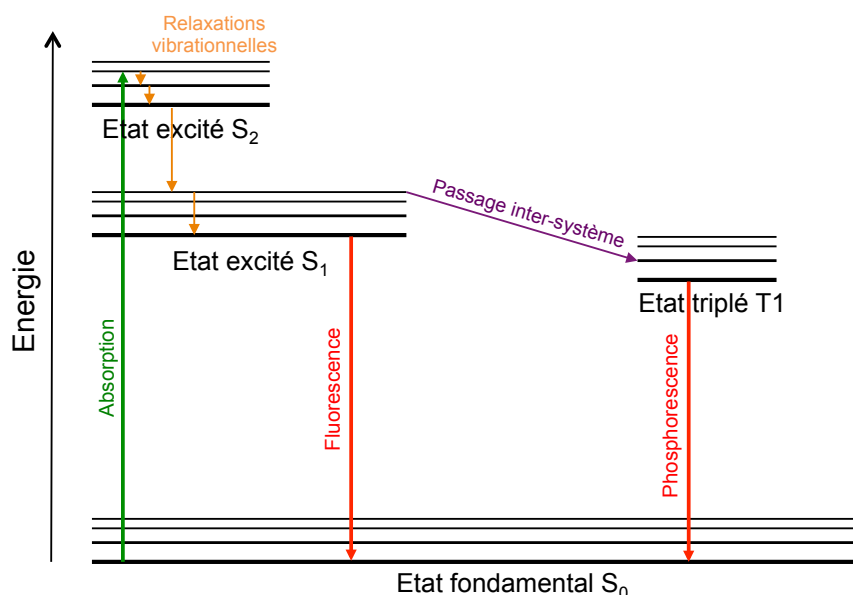 Relaxations
vibrationnelles
Etat excité S₂
Passage inter-système
Etat excité S₁
Etat triplé T1
Energie
Absorption
Fluorescence
Phosphorescence
Etat fondamental S₀